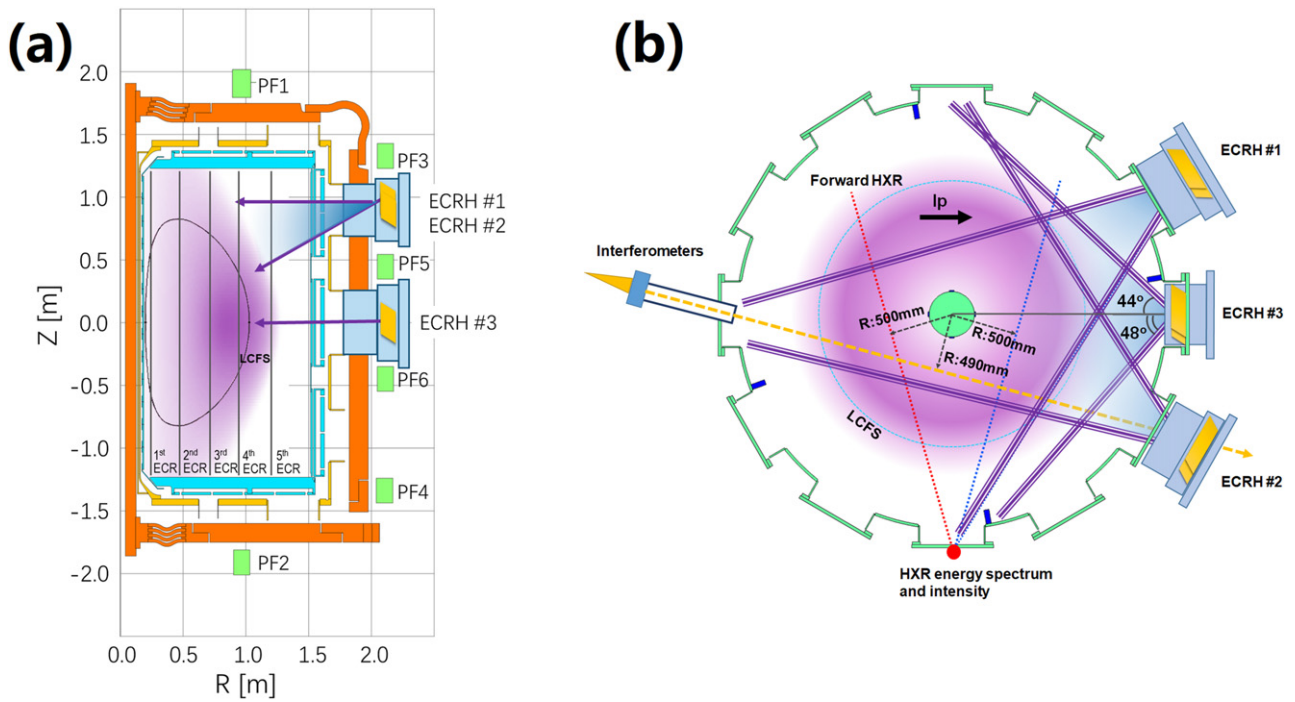 (a)
2.0
1.5
1.0
0.5
0.0
-0.5
-1.0
-1.5
-2.0
Z [m]
0.0
0.5
1.0
1.5
2.0
R [m]
PF1
PF3
ECRH #1
ECRH #2
PF5
ECRH #3
PF6
PF4
PF2
LCFS
1st
ECR
2nd
ECR
3rd
ECR
4th
ECR
5th
ECR
(b)
ECRH #1
Forward HXR
Ip
Interferometers
44o
ECRH #3
48o
R:500mm
R:500mm
R:490mm
LCFS
ECRH #2
HXR energy spectrum
and intensity